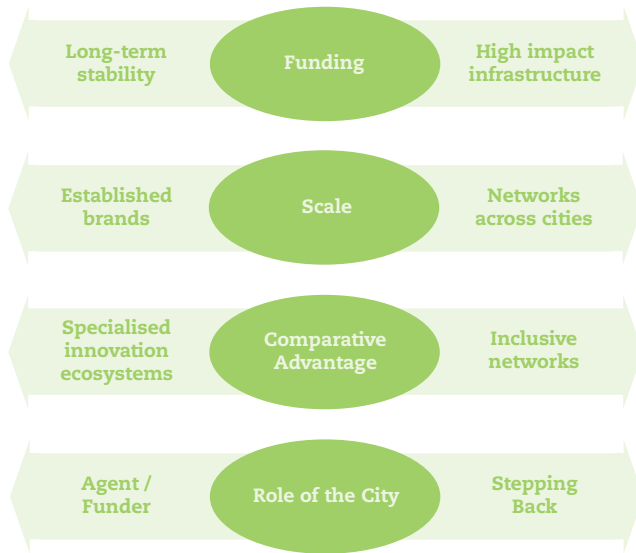 Long-term
stability
Funding
High impact
infrastructure
Established
brands
Scale
Networks
across cities
Specialised
innovation
ecosystems
Comparative
Advantage
Inclusive
networks
Agent /
Funder
Role of the City
Stepping
Back